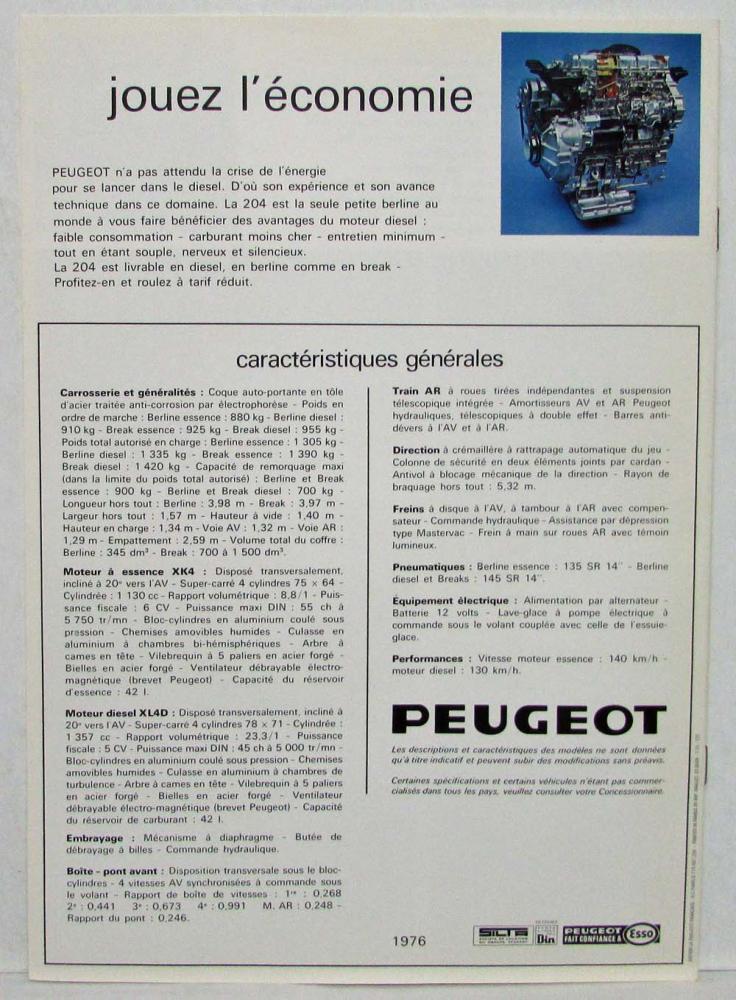 jouez l'économie
PEUGEOT n'a pas attendu la crise de l'énergie
pour se lancer dans le diesel. D'où son expérience et son avance
technique dans ce domaine. La 204 est la seule petite berline au
monde à vous faire bénéficier des avantages du moteur diesel :
faible consommation - carburant moins cher - entretien minimum -
tout en étant souple, nerveux et silencieux.
La 204 est livrable en diesel, en berline comme en break -
Profitez-en et roulez à tarif réduit.
caractéristiques générales
Carrosserie et généralités : Coque auto-portante en tôle
d'acier traitée anti-corrosion par électrophorèse - Poids en
ordre de marche : Berline essence : 880 kg - Berline diesel :
910 kg - Break essence : 925 kg - Break diesel : 955 kg -
Poids total autorisé en charge : Berline essence : 1 305 kg -
Berline diesel : 1 335 kg - Break essence : 1 390 kg -
Break diesel : 1 420 kg - Capacité de remorquage maxi
(dans la limite du poids total autorisé) : Berline et Break
essence : 900 kg - Berline et Break diesel : 700 kg -
Longueur hors tout : Berline : 3,98 m - Break : 3,97 m -
Largeur hors tout : 1,57 m - Hauteur à vide : 1,40 m -
Hauteur en charge : 1,34 m - Voie AV : 1,32 m - Voie AR :
1,29 m - Empattement : 2,59 m - Volume total du coffre :
Berline : 345 dm³ - Break : 700 à 1 500 dm³.
Moteur à essence XK4 : Disposé transversalement,
incliné à 20° vers l'AV - Super-carré 4 cylindres 75 × 64 -
Cylindrée : 1 130 cc - Rapport volumétrique : 8,8/1 - Puis-
sance fiscale : 6 CV - Puissance maxi DIN : 55 ch à
5 750 tr/mn - Bloc-cylindres en aluminium coulé sous
pression - Chemises amovibles humides - Culasse en
aluminium à chambres bi-hémisphériques - Arbre à
cames en tête - Vilebrequin à 5 paliers en acier forgé -
Bielles en acier forgé - Ventilateur débrayable électro-
magnétique (brevet Peugeot) - Capacité du réservoir
d'essence : 42 l.
Moteur diesel XL4D : Disposé transversalement, incliné à
20° vers l'AV - Super-carré 4 cylindres 78 × 71 - Cylindrée :
1 357 cc - Rapport volumétrique : 23,3/1 - Puissance
fiscale : 5 CV - Puissance maxi DIN : 45 ch à 5 000 tr/mn -
Bloc-cylindres en aluminium coulé sous pression - Chemises
amovibles humides - Culasse en aluminium à chambres de
turbulence - Arbre à cames en tête - Vilebrequin à 5 paliers
en acier forgé - Bielles en acier forgé - Ventilateur
débrayable électro-magnétique (brevet Peugeot) - Capacité
du réservoir de carburant : 42 l.
Embrayage : Mécanisme à diaphragme - Butée de
débrayage à billes - Commande hydraulique.
Boîte - pont avant : Disposition transversale sous le bloc-
cylindres - 4 vitesses AV synchronisées à commande sous
le volant - Rapport de boîte de vitesses : 1re : 0,268
2e : 0,441 3e : 0,673 4e : 0,991 M. AR : 0,248 -
Rapport du pont : 0,246.
Train AR à roues tirées indépendantes et suspension
télescopique intégrée - Amortisseurs AV et AR Peugeot
hydrauliques, télescopiques à double effet - Barres anti-
dévers à l'AV et à l'AR.
Direction à crémaillère à rattrapage automatique du jeu -
Colonne de sécurité en deux éléments joints par cardan -
Antivol à blocage mécanique de la direction - Rayon de
braquage hors tout : 5,32 m.
Freins à disque à l'AV, à tambour à l'AR avec compen-
sateur - Commande hydraulique - Assistance par dépression
type Mastervac - Frein à main sur roues AR avec témoin
lumineux.
Pneumatiques : Berline essence : 135 SR 14" - Berline
diesel et Breaks : 145 SR 14".
Équipement électrique : Alimentation par alternateur -
Batterie 12 volts - Lave-glace à pompe électrique à
commande sous le volant couplée avec celle de l'essuie-
glace.
Performances : Vitesse moteur essence : 140 km/h -
moteur diesel : 130 km/h.
PEUGEOT
Les descriptions et caractéristiques des modèles ne sont données
qu'à titre indicatif et peuvent subir des modifications sans préavis.
Certaines spécifications et certains véhicules n'étant pas commer-
cialisés dans tous les pays, veuillez consulter votre Concessionnaire.
1976
SILTA
Din
PEUGEOT
FAIT CONFIANCE À
Esso